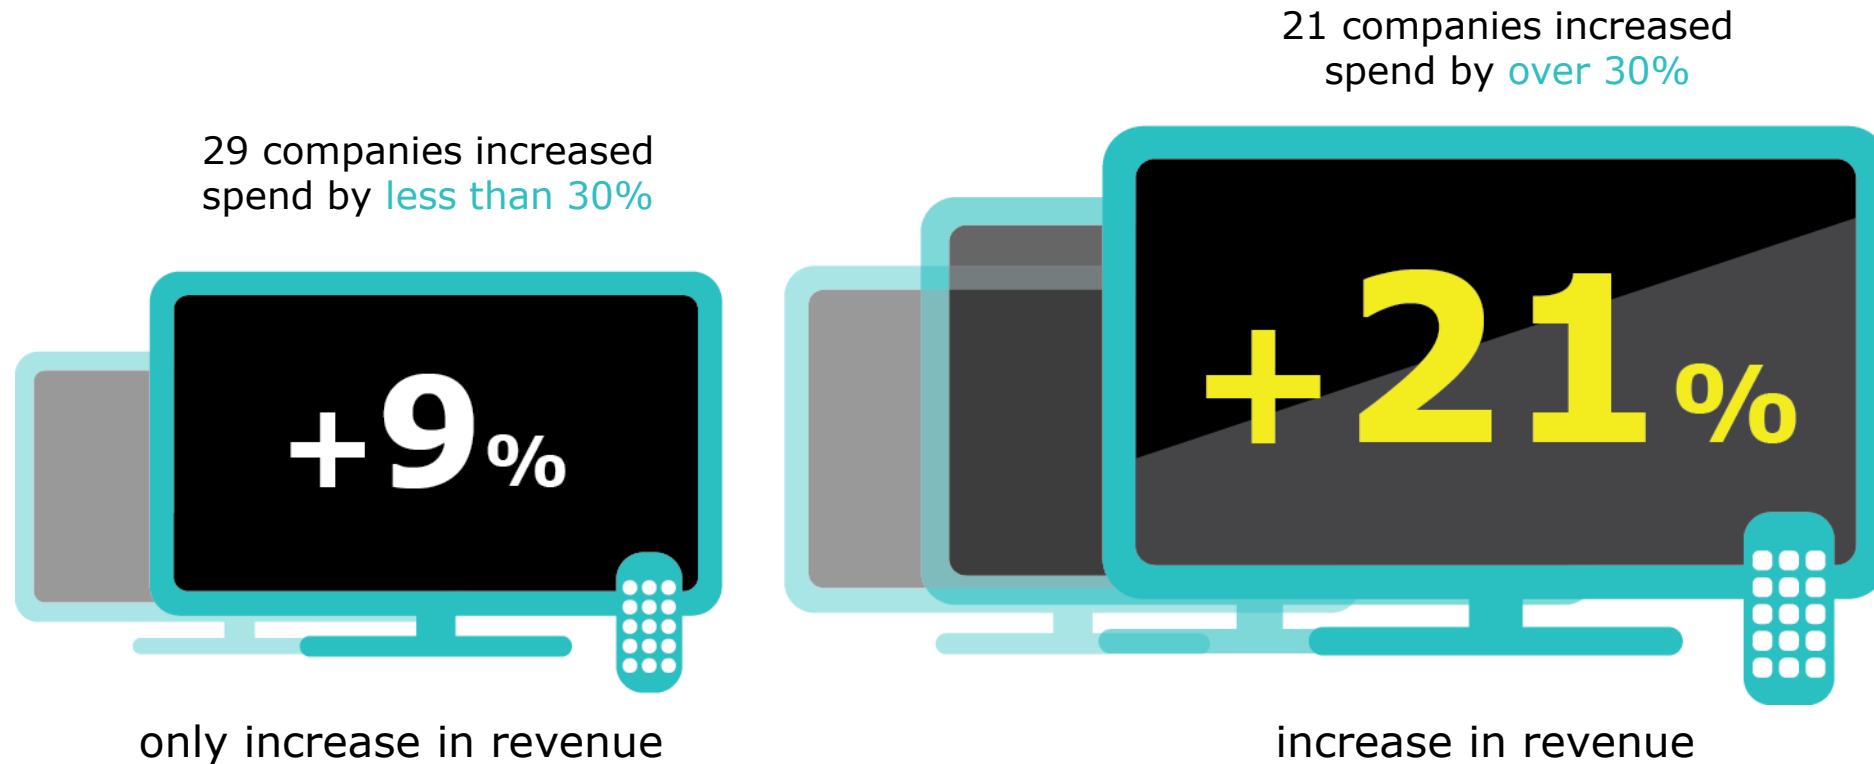 29 companies increased
spend by less than 30%
+9%
only increase in revenue
21 companies increased
spend by over 30%
+21%
increase in revenue